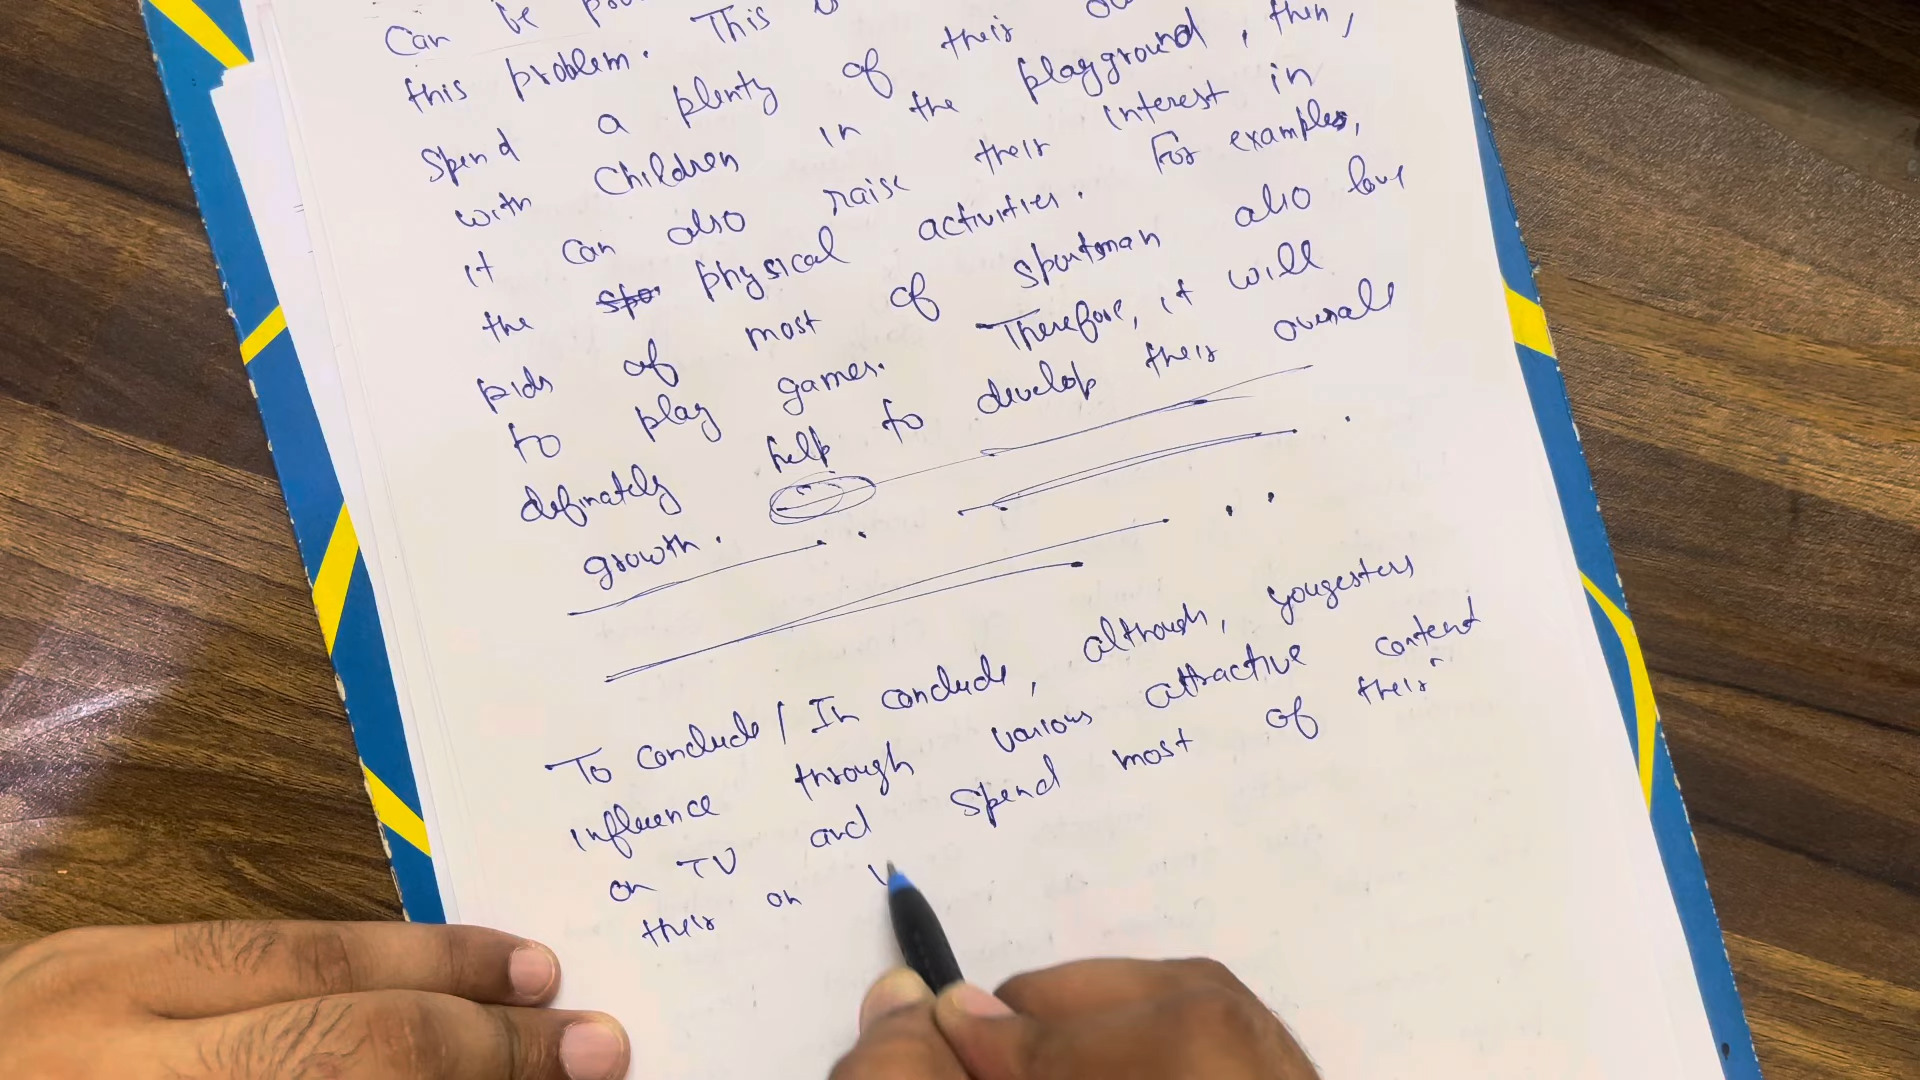 Can be
this problem. This
spend a plenty of their
with children in the playground, then,
it can also raise their interest in
the spo. physical activities. For examples,
pids of most of sportsman also love
to play games. Therefore, it will
definately help to develop their overall
growth.
To conclude / In conclude, although, yougesters
influence through various attractive content
on TV and spend most of their
their on